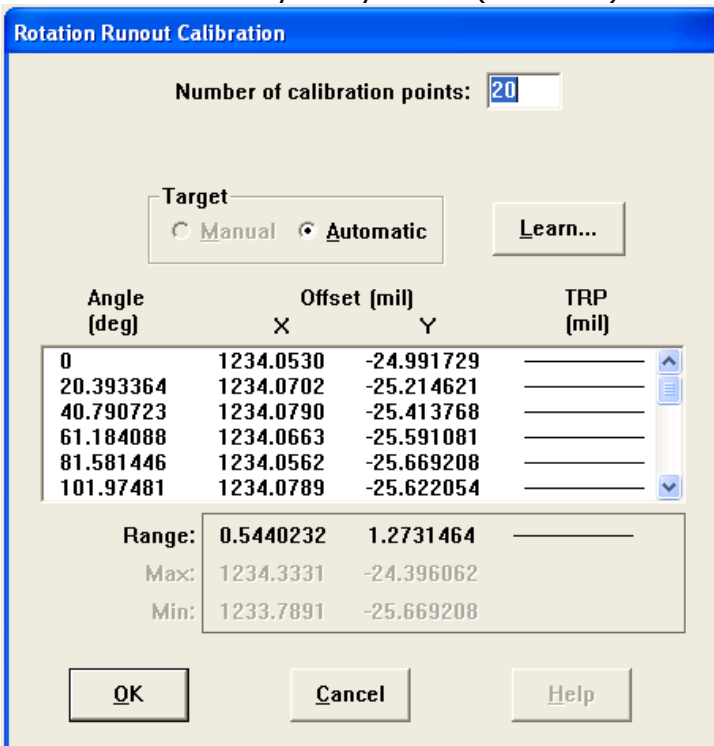 Rotation Runout Calibration
Number of calibration points: 20
Target
Manual Automatic
Learn...
Angle Offset (mil) TRP
(deg) X Y (mil)
0 1234.0530 -24.991729
20.393364 1234.0702 -25.214621
40.790723 1234.0790 -25.413768
61.184088 1234.0663 -25.591081
81.581446 1234.0562 -25.669208
101.97481 1234.0789 -25.622054
Range: 0.5440232 1.2731464
Max: 1234.3331 -24.396062
Min: 1233.7891 -25.669208
OK Cancel Help